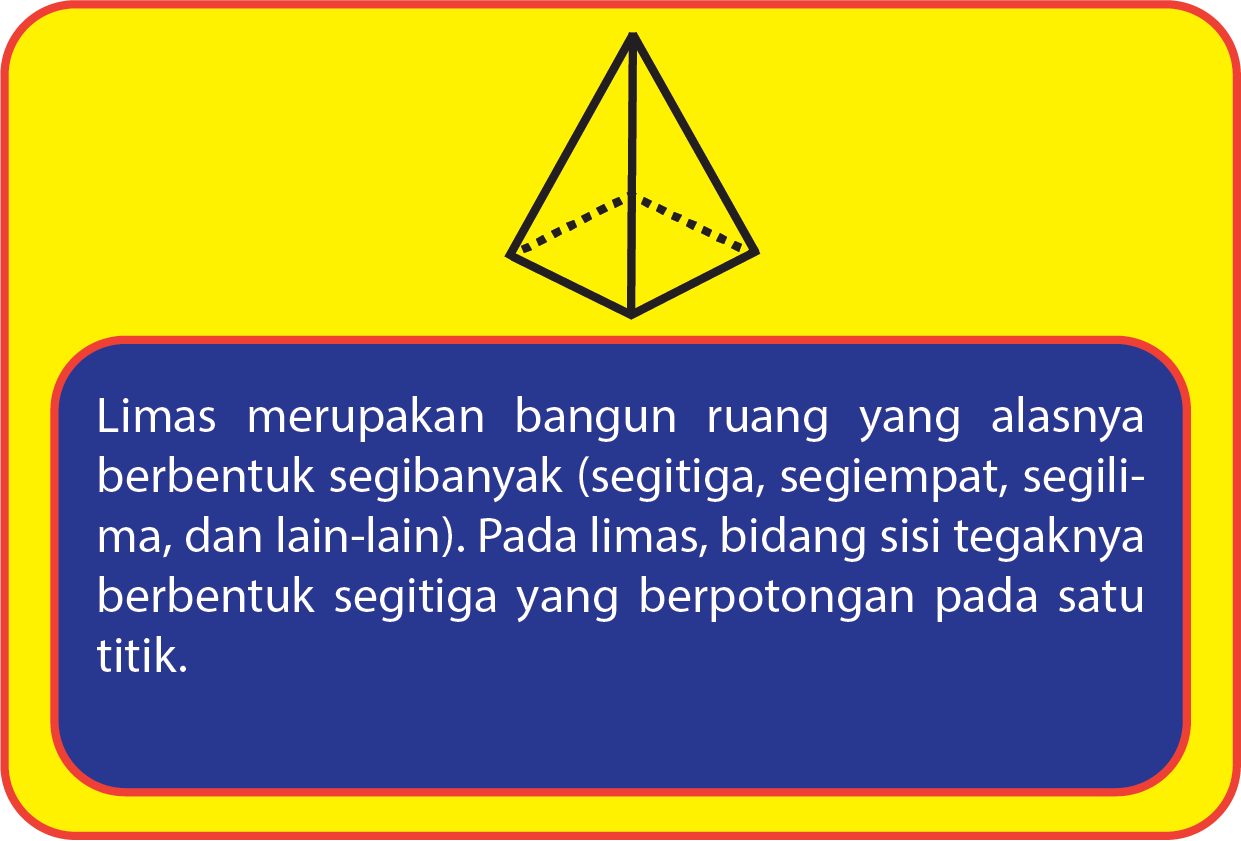 Limas merupakan bangun ruang yang alasnya
berbentuk segibanyak (segitiga, segiempat, segili-
ma, dan lain-lain). Pada limas, bidang sisi tegaknya
berbentuk segitiga yang berpotongan pada satu
titik.